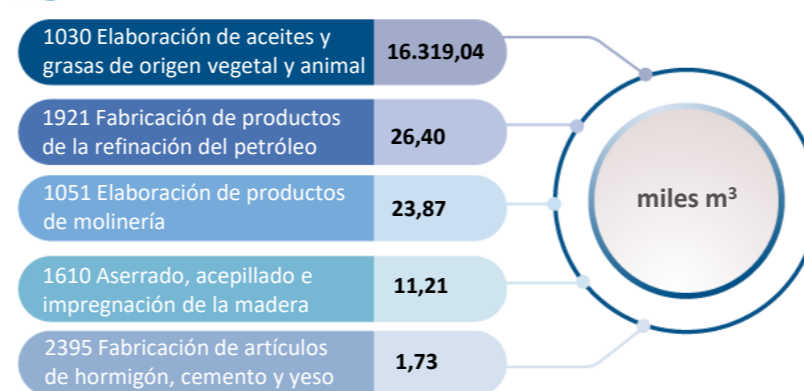 1030 Elaboración de aceites y
grasas de origen vegetal y animal
16.319,04
1921 Fabricación de productos
de la refinación del petróleo
26,40
1051 Elaboración de productos
de molinería
23,87
1610 Aserrado, acepillado e
impregnación de la madera
11,21
2395 Fabricación de artículos
de hormigón, cemento y yeso
1,73
miles m³